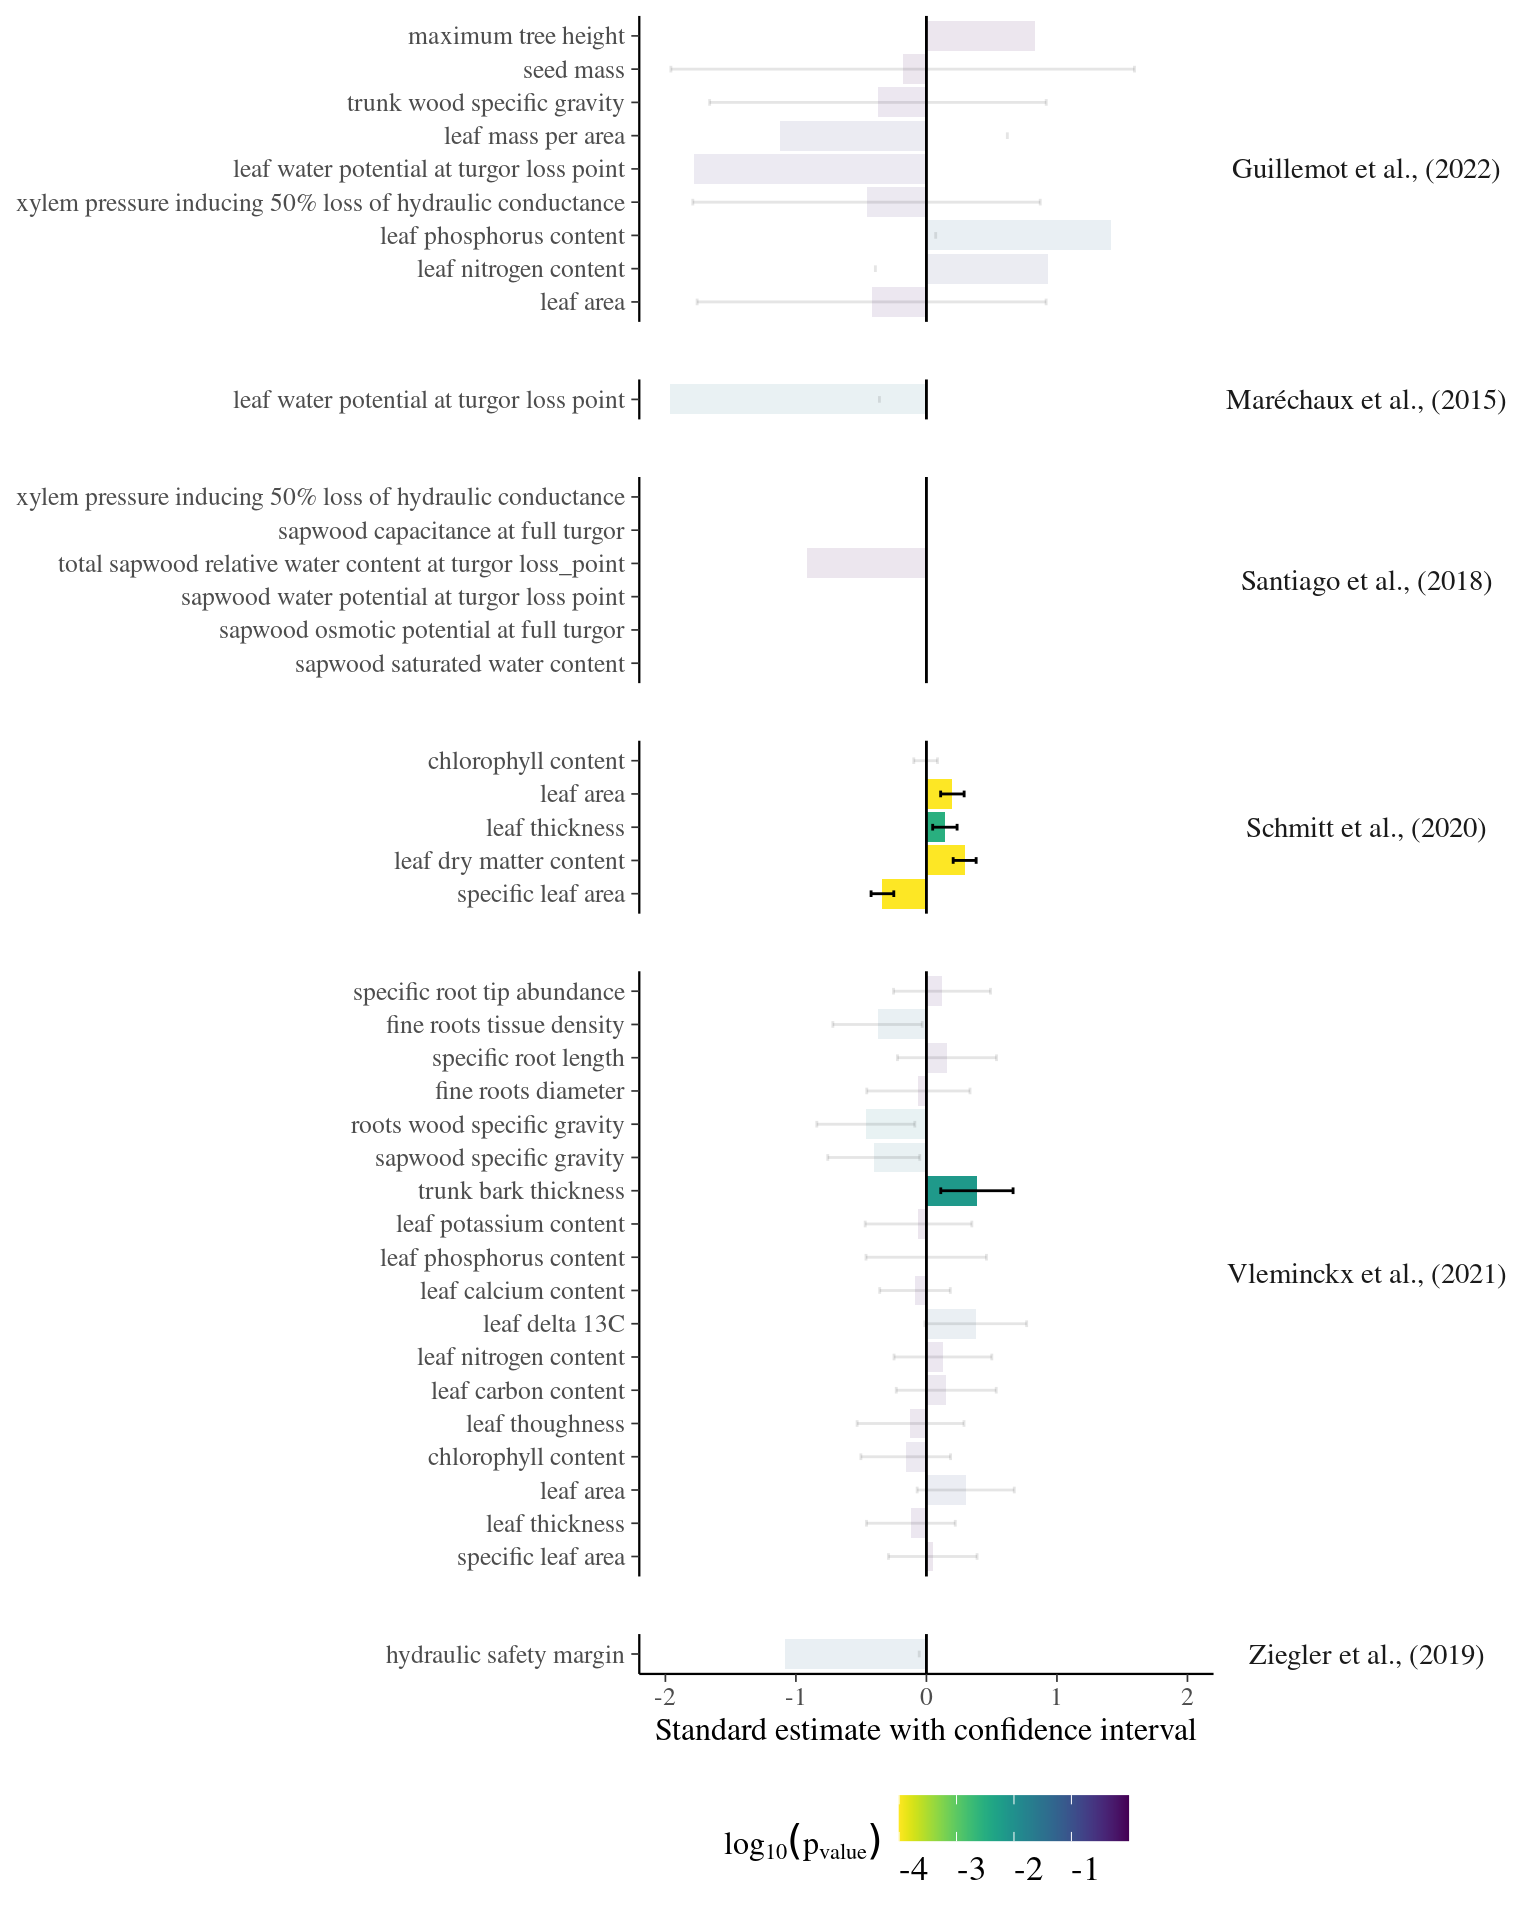 maximum tree height
seed mass
trunk wood specific gravity
leaf mass per area
leaf water potential at turgor loss point
xylem pressure inducing 50% loss of hydraulic conductance
leaf phosphorus content
leaf nitrogen content
leaf area
Guillemot et al., (2022)
leaf water potential at turgor loss point
Maréchaux et al., (2015)
xylem pressure inducing 50% loss of hydraulic conductance
sapwood capacitance at full turgor
total sapwood relative water content at turgor loss_point
sapwood water potential at turgor loss point
sapwood osmotic potential at full turgor
sapwood saturated water content
Santiago et al., (2018)
chlorophyll content
leaf area
leaf thickness
leaf dry matter content
specific leaf area
Schmitt et al., (2020)
specific root tip abundance
fine roots tissue density
specific root length
fine roots diameter
roots wood specific gravity
sapwood specific gravity
trunk bark thickness
leaf potassium content
leaf phosphorus content
leaf calcium content
leaf delta 13C
leaf nitrogen content
leaf carbon content
leaf thoughness
chlorophyll content
leaf area
leaf thickness
specific leaf area
Vleminckx et al., (2021)
hydraulic safety margin
Ziegler et al., (2019)
-2 -1 0 1 2
Standard estimate with confidence interval
log10(pvalue)
-4 -3 -2 -1